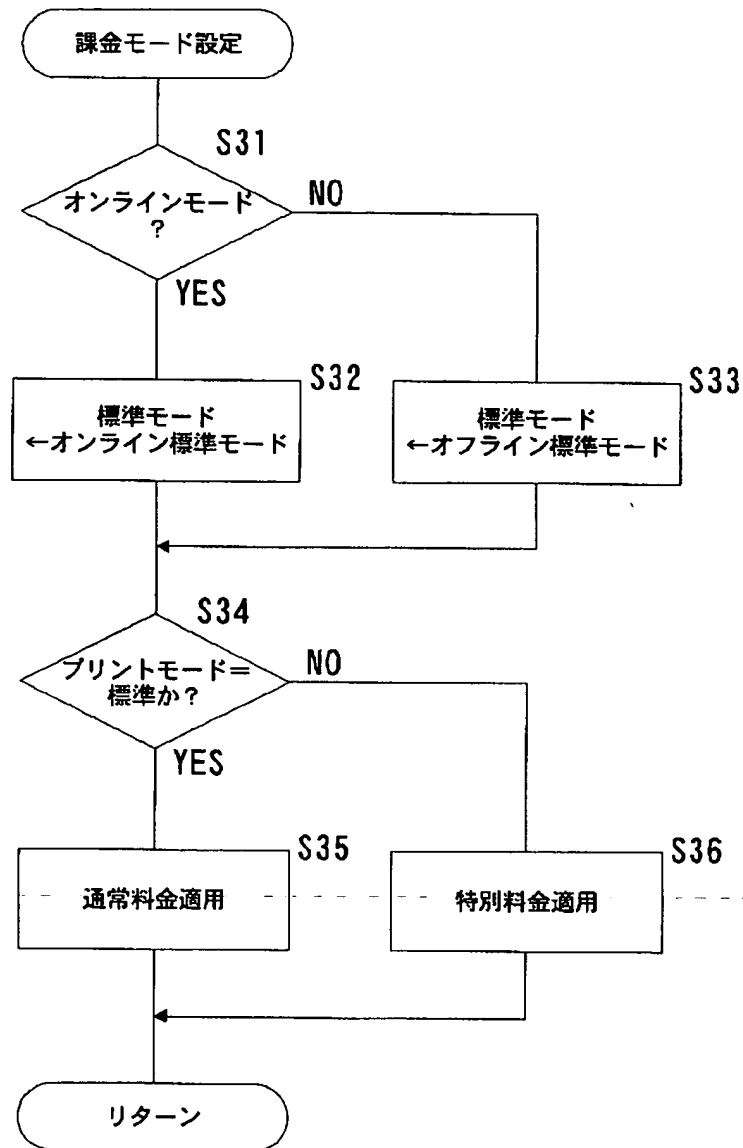 課金モード設定
S31
オンラインモード
?
NO
YES
S32
標準モード
←オンライン標準モード
S33
標準モード
←オフライン標準モード
S34
プリントモード＝
標準か？
NO
YES
S35
通常料金適用
S36
特別料金適用
リターン